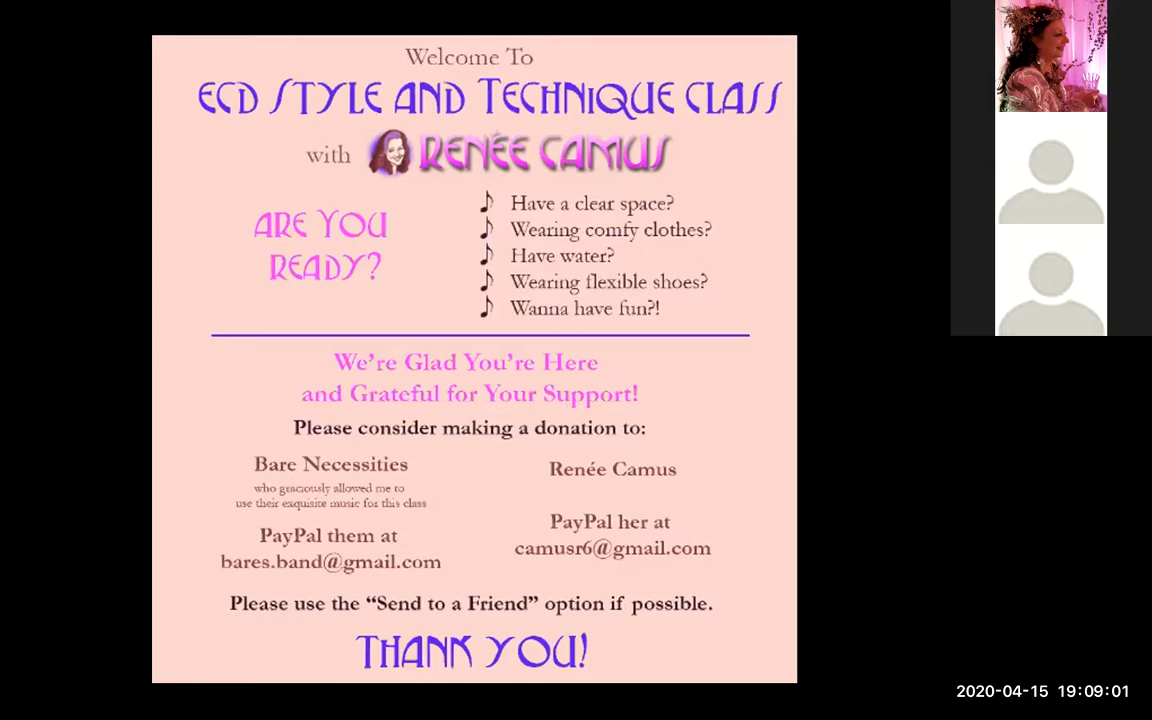 Welcome To
ECD STYLE AND TECHNIQUE CLASS
with RENÉE CAMUS
ARE YOU
READY?
♪ Have a clear space?
♪ Wearing comfy clothes?
♪ Have water?
♪ Wearing flexible shoes?
♪ Wanna have fun?!
We're Glad You're Here
and Grateful for Your Support!
Please consider making a donation to:
Bare Necessities
who graciously allowed me to
use their exquisite music for this class
PayPal them at
bares.band@gmail.com
Renée Camus
PayPal her at
camusr6@gmail.com
Please use the “Send to a Friend” option if possible.
THANK YOU!
2020-04-15 19:09:01